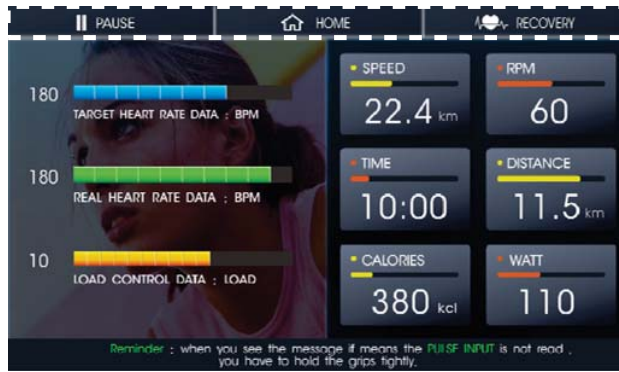 PAUSE
HOME
RECOVERY
180
TARGET HEART RATE DATA : BPM
180
REAL HEART RATE DATA : BPM
10
LOAD CONTROL DATA : LOAD
SPEED
22.4 km
RPM
60
TIME
10:00
DISTANCE
11.5 km
CALORIES
380 kcl
WATT
110
Reminder : when you see the message if means the PULSE INPUT is not read ,
you have to hold the grips tightly.